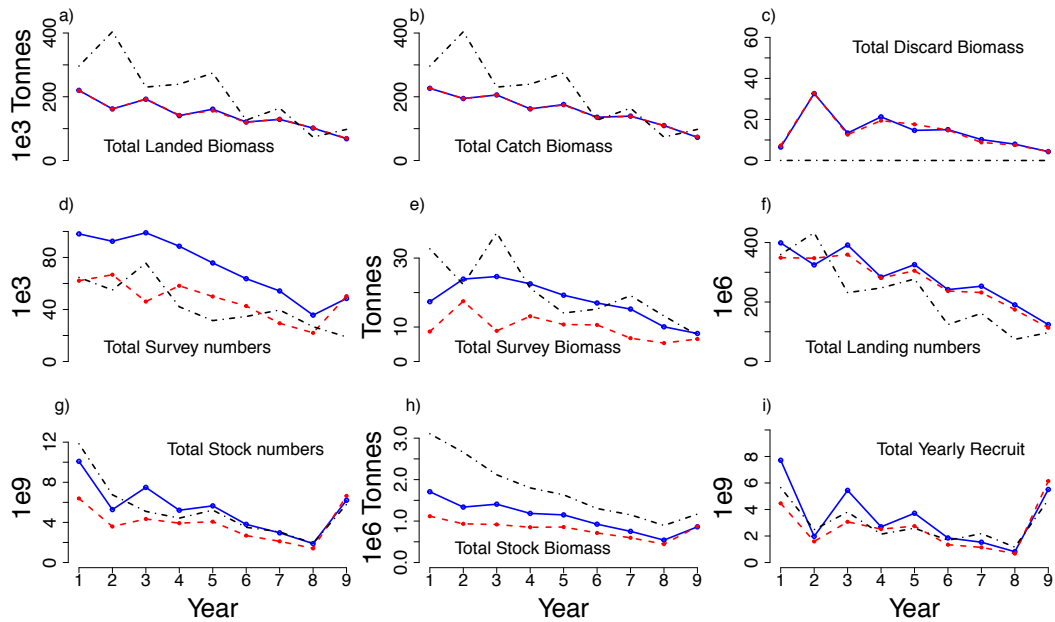 a)
b)
c)
1e3 Tonnes
0
200
400
Total Landed Biomass
0
200
400
Total Catch Biomass
0
20
40
60
Total Discard Biomass
d)
e)
f)
1e3
0
40
80
Total Survey numbers
Tonnes
0
10
30
Total Survey Biomass
1e6
0
200
400
Total Landing numbers
g)
h)
i)
1e9
0
4
8
12
Total Stock numbers
1e6 Tonnes
0.0
1.0
2.0
3.0
Total Stock Biomass
1e9
0
2
4
6
8
Total Yearly Recruit
1 2 3 4 5 6 7 8 9
1 2 3 4 5 6 7 8 9
1 2 3 4 5 6 7 8 9
Year
Year
Year